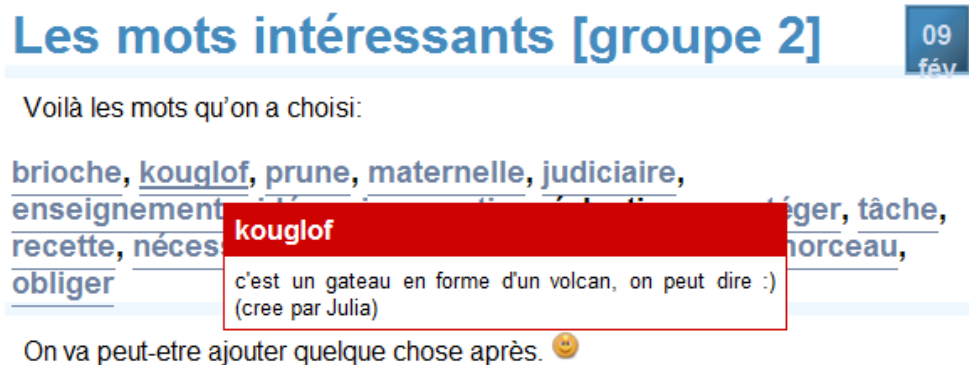 Les mots intéressants [groupe 2]
09
fév
Voilà les mots qu'on a choisi:
brioche, kouglof, prune, maternelle, judiciaire,
enseignement téger, tâche,
recette, orceau,
obliger
kouglof
c'est un gateau en forme d'un volcan, on peut dire :)
(cree par Julia)
On va peut-etre ajouter quelque chose après.